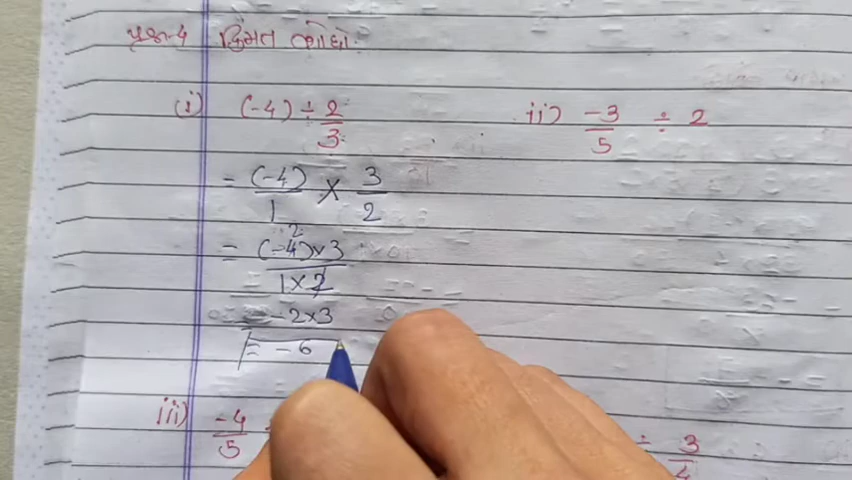 પ્રશ્ન-4 કિંમત શોધો.
(i) (-4) ÷ 2/3 ii) -3/5 ÷ 2
= (-4)/1 × 3/2
= (-4)×3/1×2 2
= -2×3
= -6
iii) -4/5 ÷ 3/4